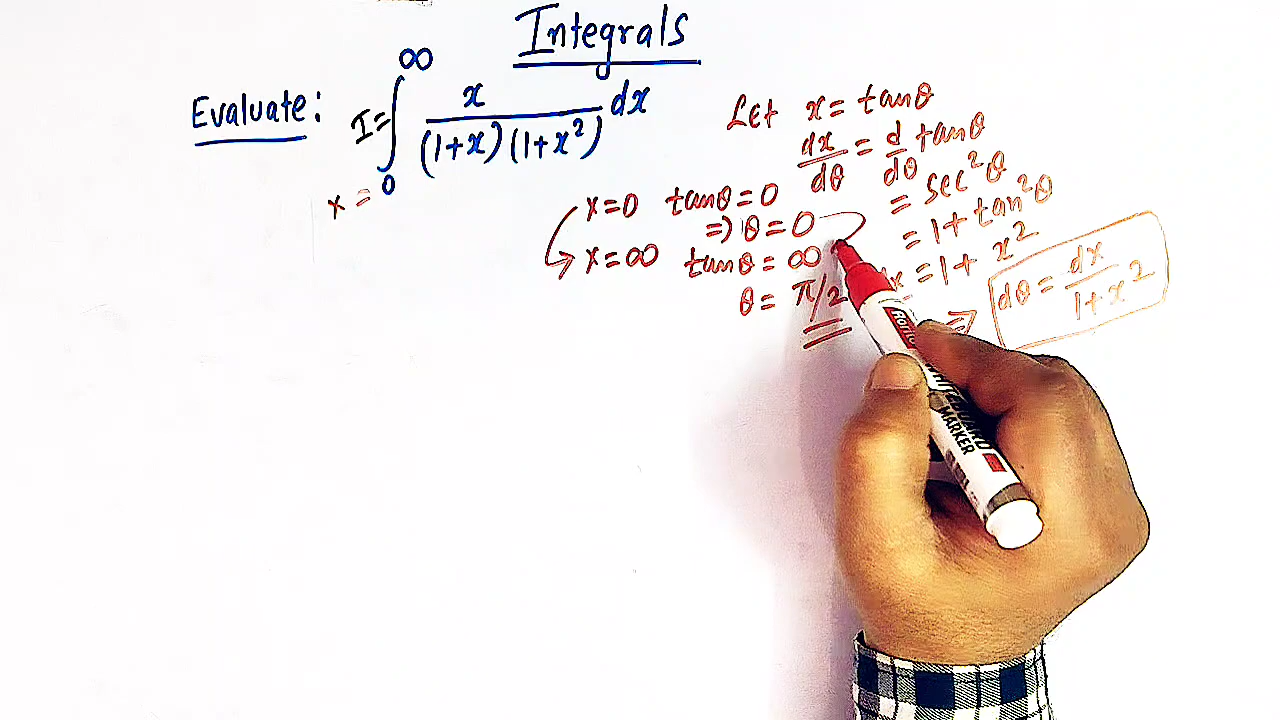 Integrals
Evaluate: I = ∫₀^∞ x / (1+x)(1+x²) dx
x =
Let x = tanθ
dx/dθ = d/dθ tanθ
= sec²θ
= 1 + tan²θ
= 1 + x²
⇒ dθ = dx / 1+x²
x=0 tanθ = 0
⇒ θ = 0
x=∞ tanθ = ∞
θ = π/2
MARKER